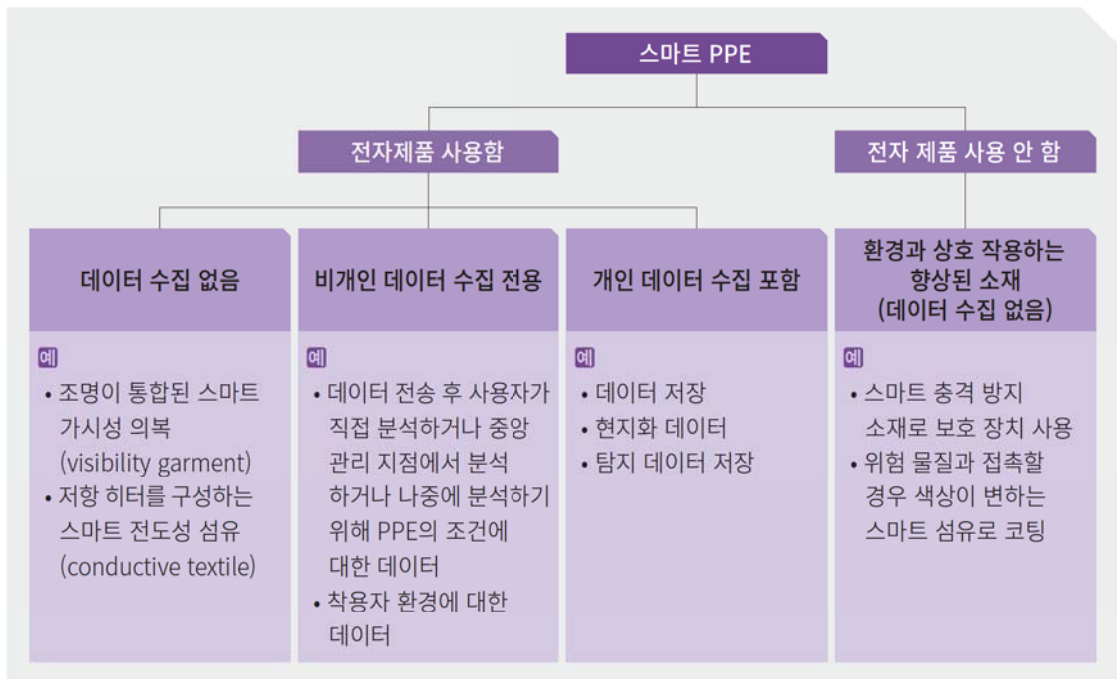 스마트 PPE
전자제품 사용함
전자 제품 사용 안 함
데이터 수집 없음
예
• 조명이 통합된 스마트
가시성 의복
(visibility garment)
• 저항 히터를 구성하는
스마트 전도성 섬유
(conductive textile)
비개인 데이터 수집 전용
예
• 데이터 전송 후 사용자가
직접 분석하거나 중앙
관리 지점에서 분석
하거나 나중에 분석하기
위해 PPE의 조건에
대한 데이터
• 착용자 환경에 대한
데이터
개인 데이터 수집 포함
예
• 데이터 저장
• 현지화 데이터
• 탐지 데이터 저장
환경과 상호 작용하는
향상된 소재
(데이터 수집 없음)
예
• 스마트 충격 방지
소재로 보호 장치 사용
• 위험 물질과 접촉할
경우 색상이 변하는
스마트 섬유로 코팅